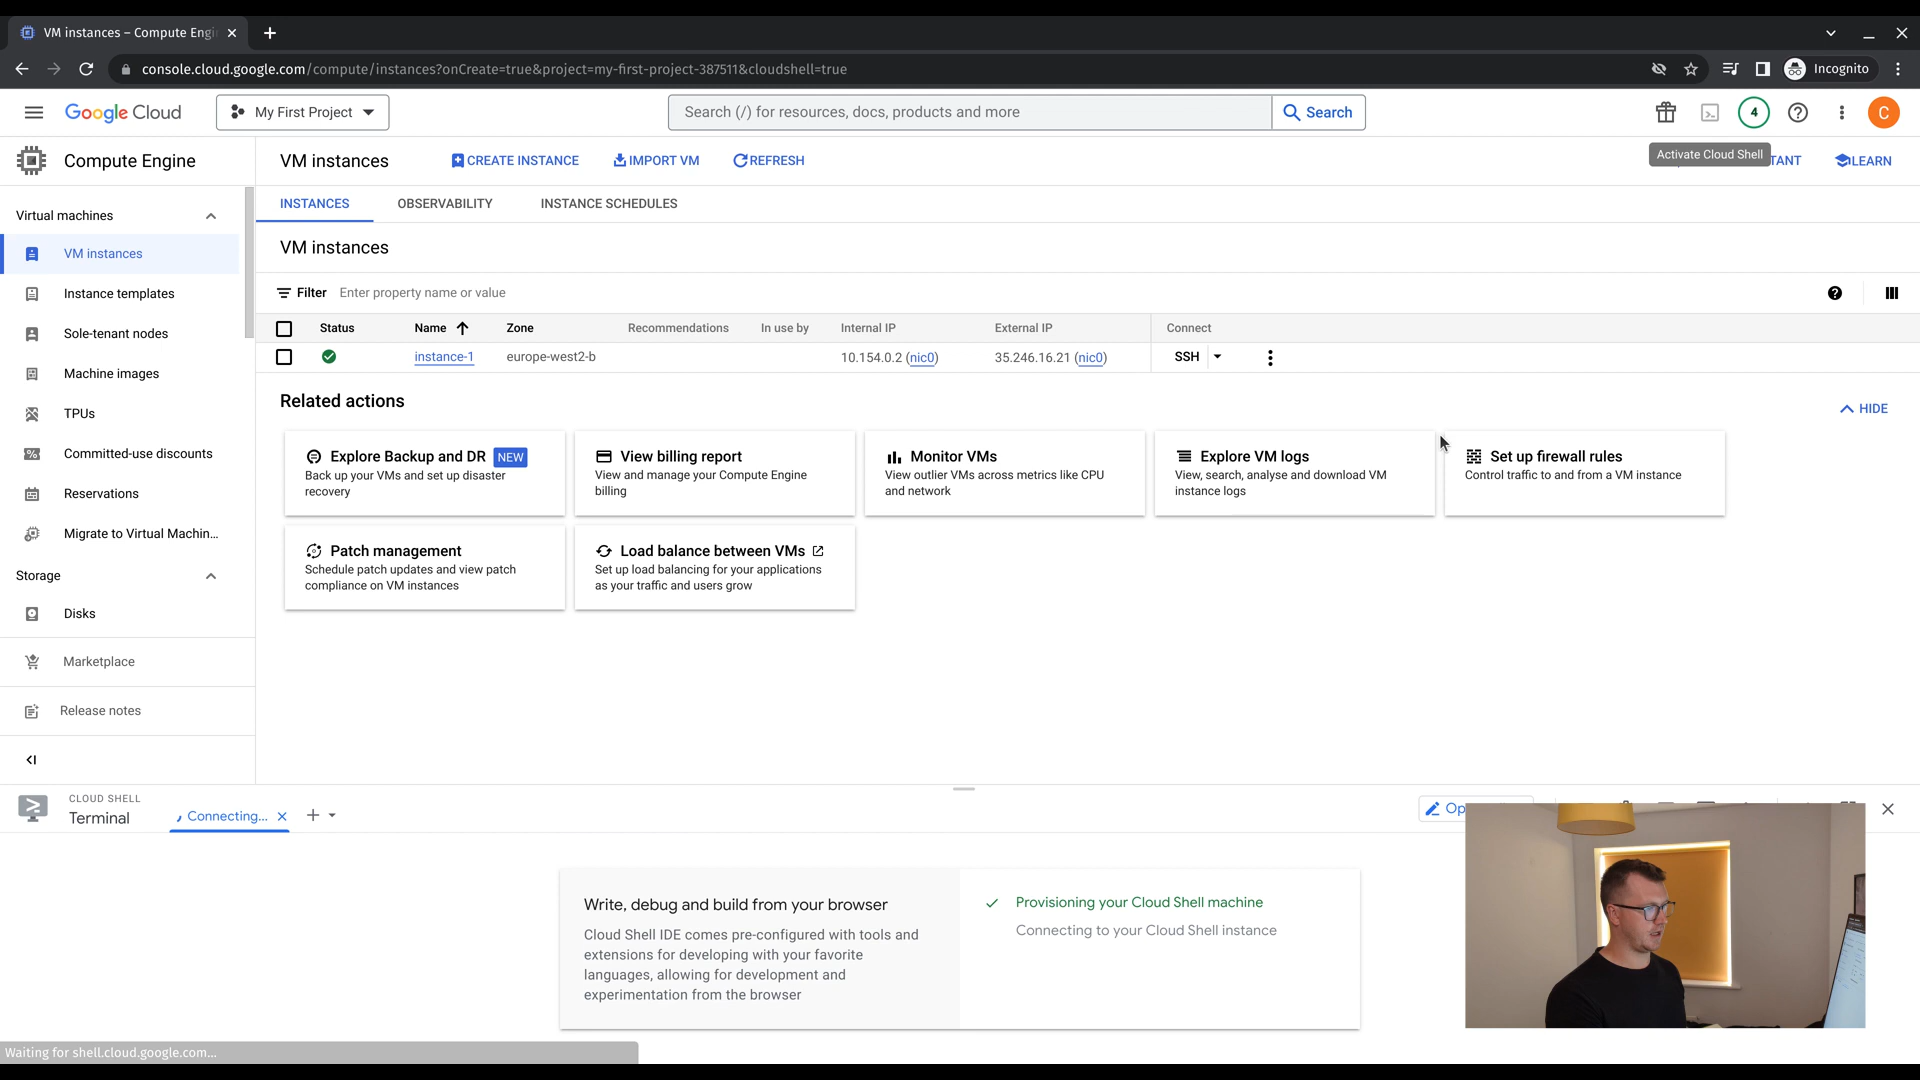 VM instances – Compute Engi
console.cloud.google.com/compute/instances?onCreate=true&project=my-first-project-387511&cloudshell=true
Incognito
Google Cloud
My First Project
Search (/) for resources, docs, products and more
Search
4
C
Compute Engine
VM instances
CREATE INSTANCE
IMPORT VM
REFRESH
Activate Cloud Shell
TANT
LEARN
Virtual machines
VM instances
Instance templates
Sole-tenant nodes
Machine images
TPUs
Committed-use discounts
Reservations
Migrate to Virtual Machin...
Storage
Disks
Marketplace
Release notes
INSTANCES
OBSERVABILITY
INSTANCE SCHEDULES
VM instances
Filter Enter property name or value
Status Name Zone Recommendations In use by Internal IP External IP Connect
instance-1 europe-west2-b 10.154.0.2 (nic0) 35.246.16.21 (nic0) SSH
Related actions
HIDE
Explore Backup and DR NEW
Back up your VMs and set up disaster
recovery
View billing report
View and manage your Compute Engine
billing
Monitor VMs
View outlier VMs across metrics like CPU
and network
Explore VM logs
View, search, analyse and download VM
instance logs
Set up firewall rules
Control traffic to and from a VM instance
Patch management
Schedule patch updates and view patch
compliance on VM instances
Load balance between VMs
Set up load balancing for your applications
as your traffic and users grow
CLOUD SHELL
Terminal
Connecting...
Op
Write, debug and build from your browser
Cloud Shell IDE comes pre-configured with tools and
extensions for developing with your favorite
languages, allowing for development and
experimentation from the browser
Provisioning your Cloud Shell machine
Connecting to your Cloud Shell instance
Waiting for shell.cloud.google.com...